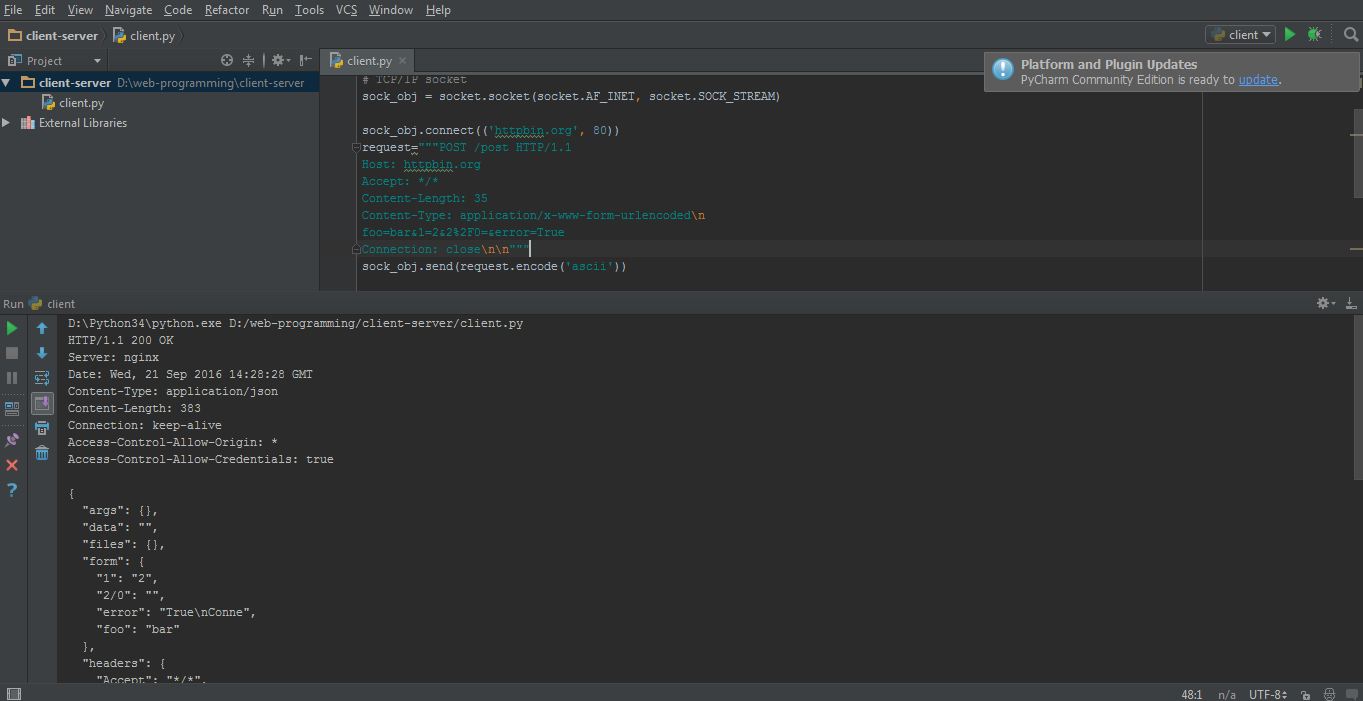 File Edit View Navigate Code Refactor Run Tools VCS Window Help
client-server client.py
client
Project
client.py
Platform and Plugin Updates
PyCharm Community Edition is ready to update.
client-server D:\web-programming\client-server
client.py
External Libraries
# TCP/IP socket
sock_obj = socket.socket(socket.AF_INET, socket.SOCK_STREAM)
sock_obj.connect(('httpbin.org', 80))
request="""POST /post HTTP/1.1
Host: httpbin.org
Accept: */*
Content-Length: 35
Content-Type: application/x-www-form-urlencoded\n
foo=bar&1=2&2%2F0=&error=True
Connection: close\n\n"""
sock_obj.send(request.encode('ascii'))
Run client
D:\Python34\python.exe D:/web-programming/client-server/client.py
HTTP/1.1 200 OK
Server: nginx
Date: Wed, 21 Sep 2016 14:28:28 GMT
Content-Type: application/json
Content-Length: 383
Connection: keep-alive
Access-Control-Allow-Origin: *
Access-Control-Allow-Credentials: true
{
"args": {},
"data": "",
"files": {},
"form": {
"1": "2",
"2/0": "",
"error": "True\nConne",
"foo": "bar"
},
"headers": {
"Accept": "*/*",
48:1 n/a UTF-8